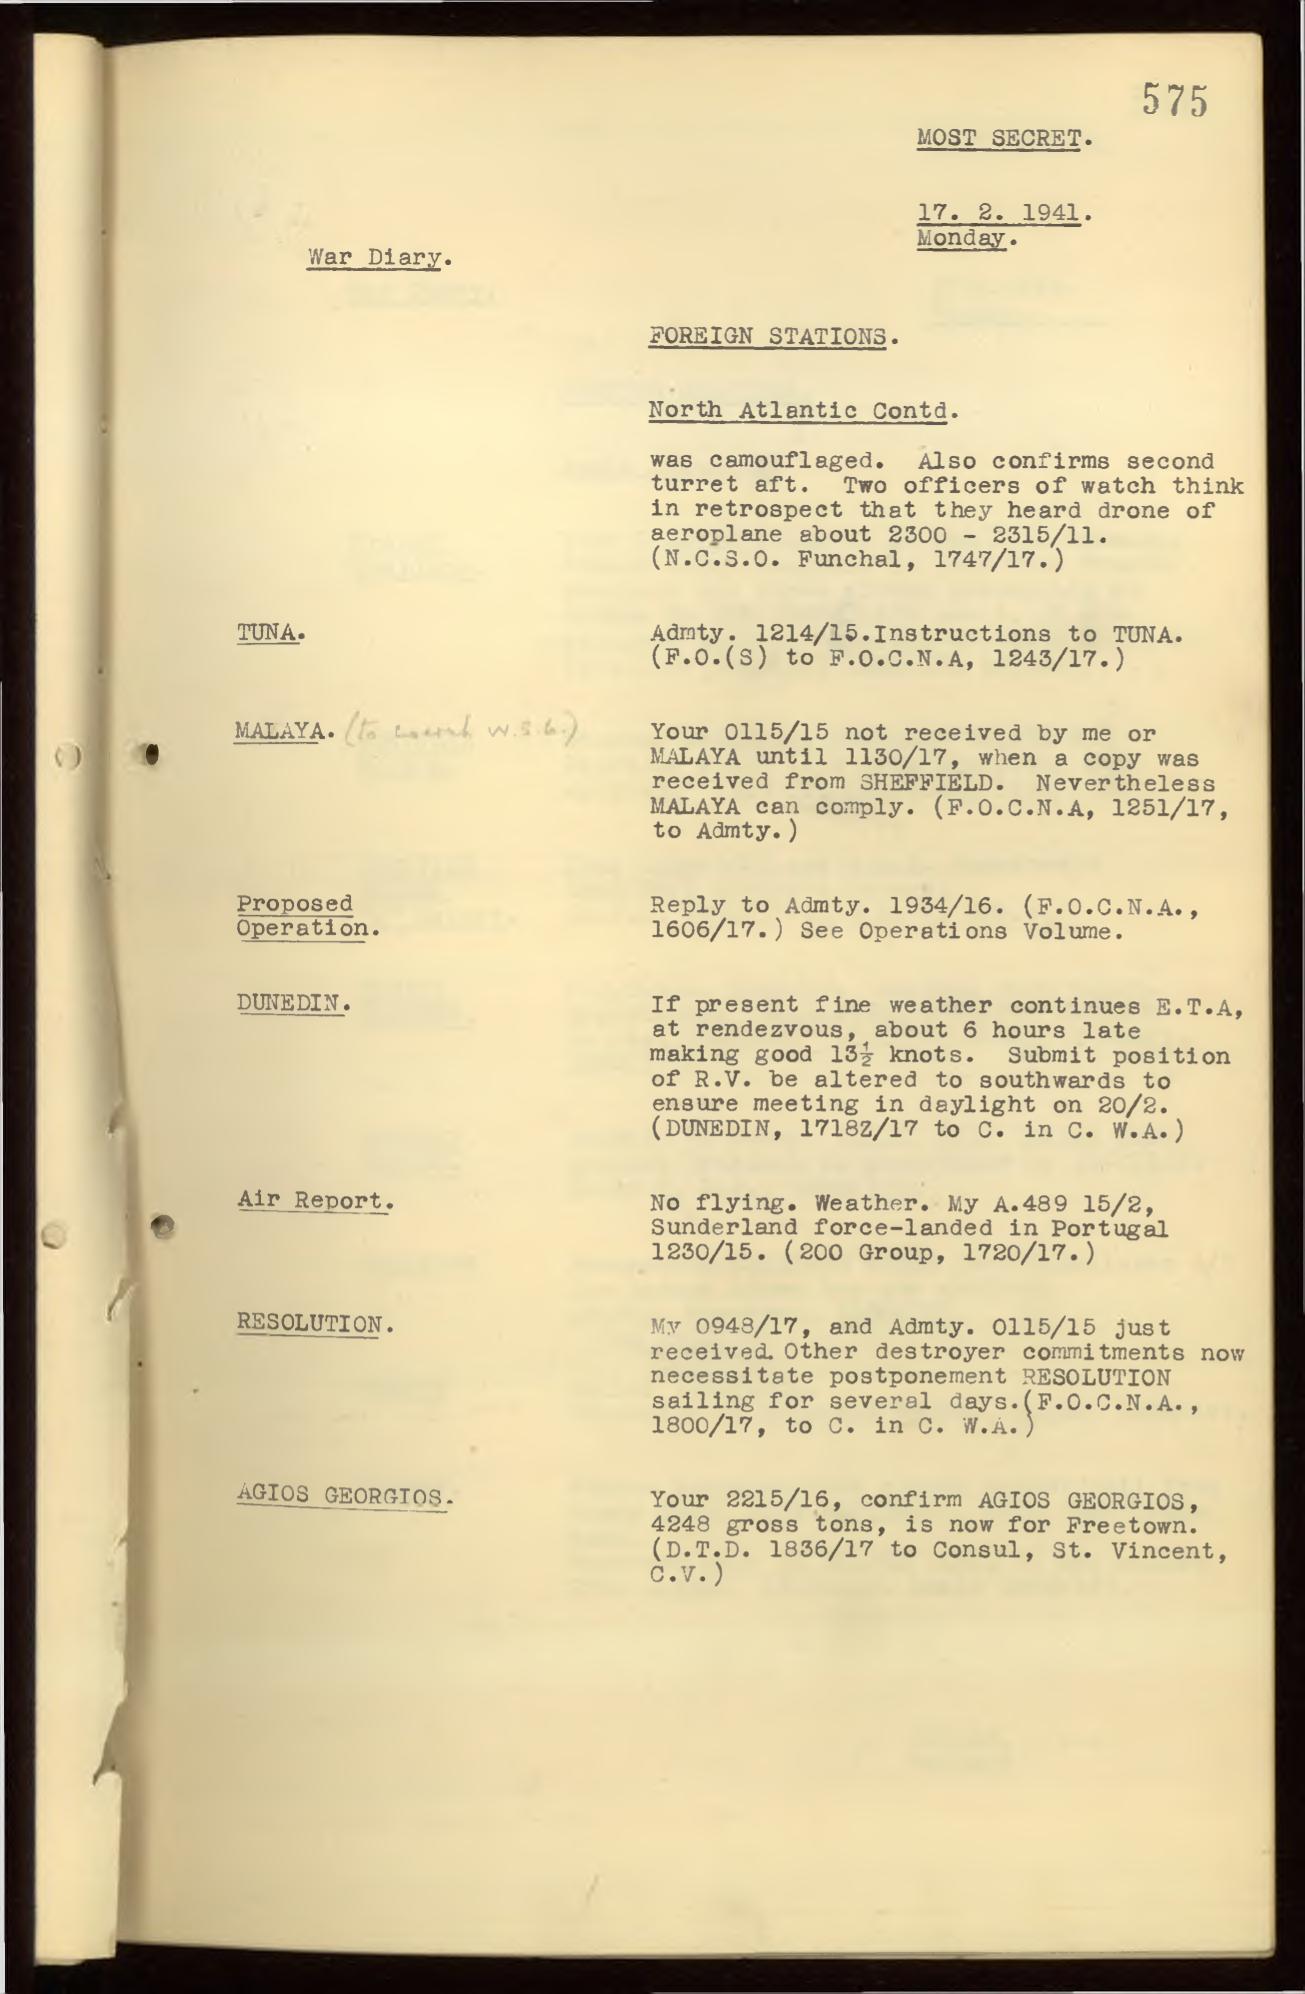 575
MOST SECRET.
17. 2. 1941.
Monday.
War Diary.
FOREIGN STATIONS.
North Atlantic Contd.
was camouflaged. Also confirms second
turret aft. Two officers of watch think
in retrospect that they heard drone of
aeroplane about 2300 - 2315/11.
(N.C.S.O. Funchal, 1747/17.)
TUNA.
Admty. 1214/15.Instructions to TUNA.
(F.O.(S) to F.O.C.N.A, 1243/17.)
MALAYA. (to W.S.6.)
Your 0115/15 not received by me or
MALAYA until 1130/17, when a copy was
received from SHEFFIELD. Nevertheless
MALAYA can comply. (F.O.C.N.A, 1251/17,
to Admty.)
Proposed
Operation.
Reply to Admty. 1934/16. (F.O.C.N.A.,
1606/17.) See Operations Volume.
DUNEDIN.
If present fine weather continues E.T.A,
at rendezvous, about 6 hours late
making good 13½ knots. Submit position
of R.V. be altered to southwards to
ensure meeting in daylight on 20/2.
(DUNEDIN, 1718Z/17 to C. in C. W.A.)
Air Report.
No flying. Weather. My A.489 15/2,
Sunderland force-landed in Portugal
1230/15. (200 Group, 1720/17.)
RESOLUTION.
My 0948/17, and Admty. 0115/15 just
received. Other destroyer commitments now
necessitate postponement RESOLUTION
sailing for several days.(F.O.C.N.A.,
1800/17, to C. in C. W.A.)
AGIOS GEORGIOS.
Your 2215/16, confirm AGIOS GEORGIOS,
4248 gross tons, is now for Freetown.
(D.T.D. 1836/17 to Consul, St. Vincent,
C.V.)